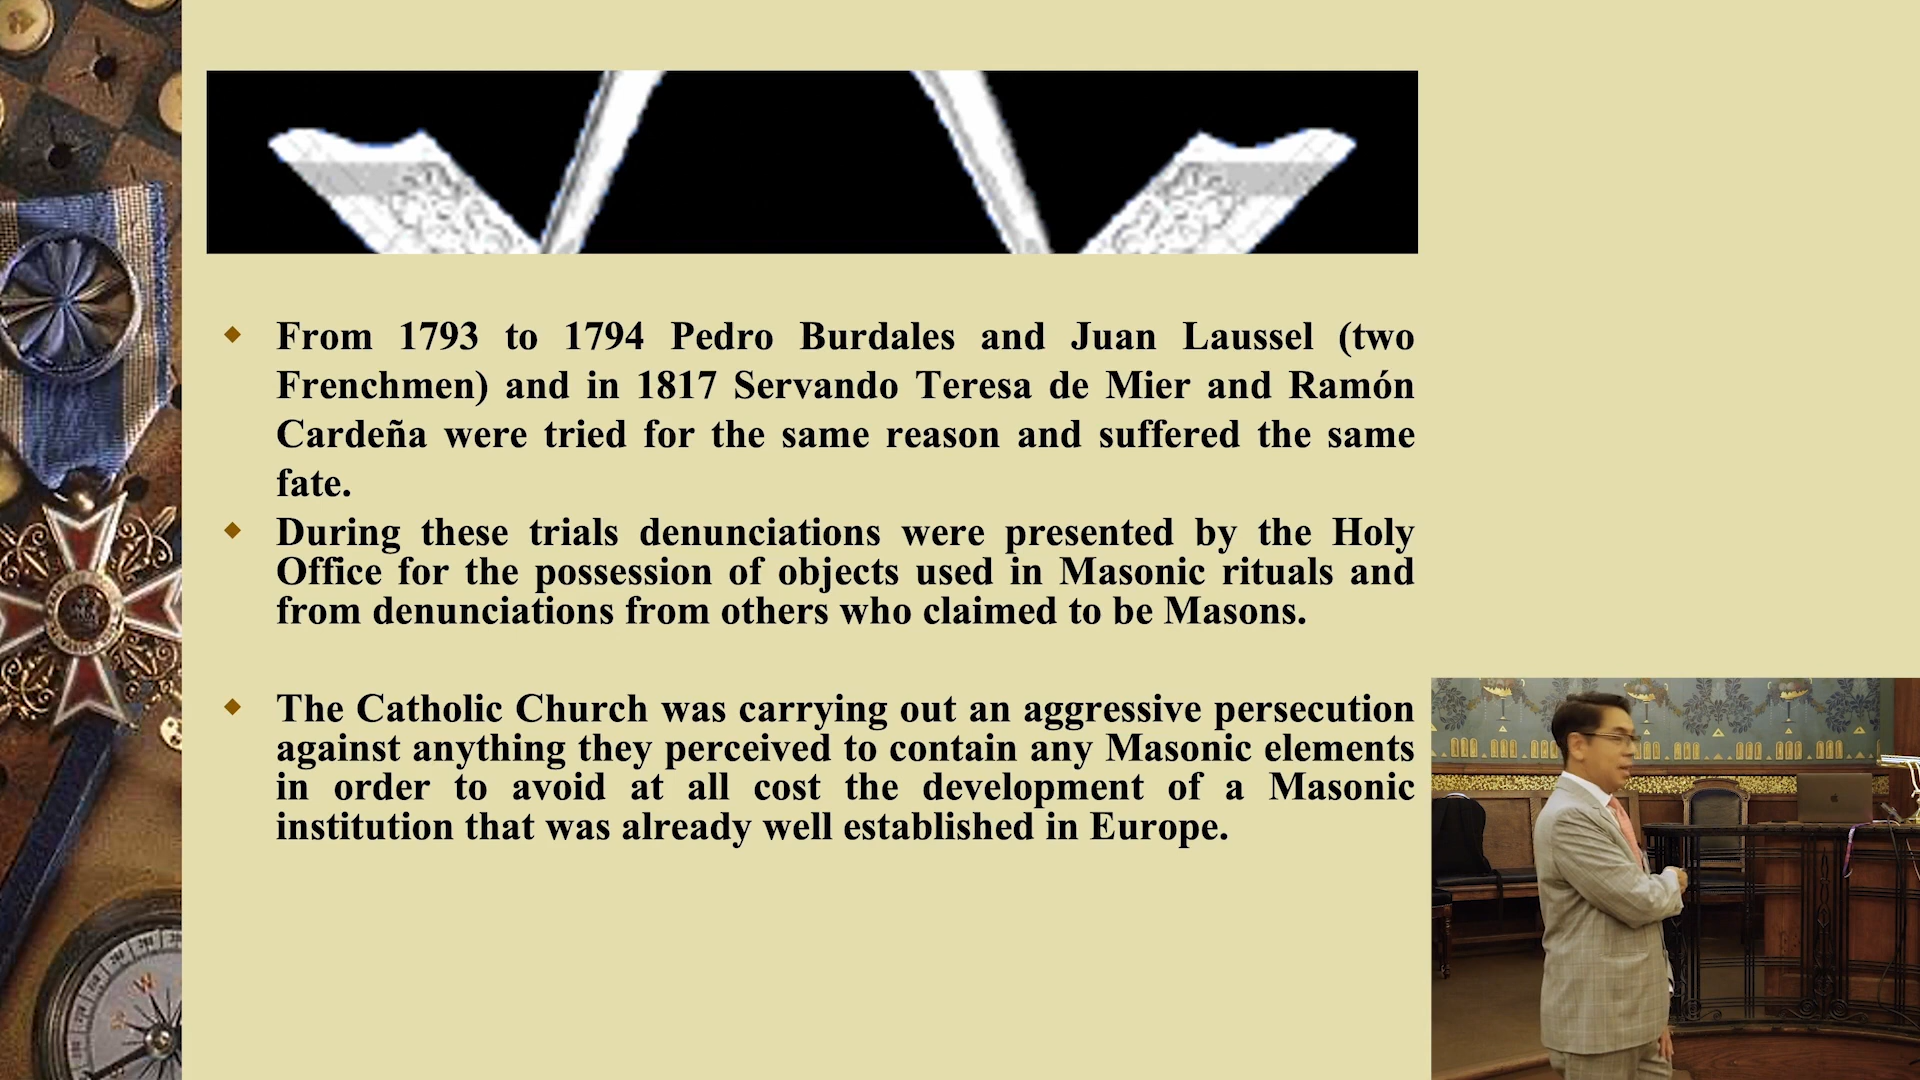 From 1793 to 1794 Pedro Burdales and Juan Laussel (two
Frenchmen) and in 1817 Servando Teresa de Mier and Ramón
Cardeña were tried for the same reason and suffered the same
fate.
During these trials denunciations were presented by the Holy
Office for the possession of objects used in Masonic rituals and
from denunciations from others who claimed to be Masons.
The Catholic Church was carrying out an aggressive persecution
against anything they perceived to contain any Masonic elements
in order to avoid at all cost the development of a Masonic
institution that was already well established in Europe.